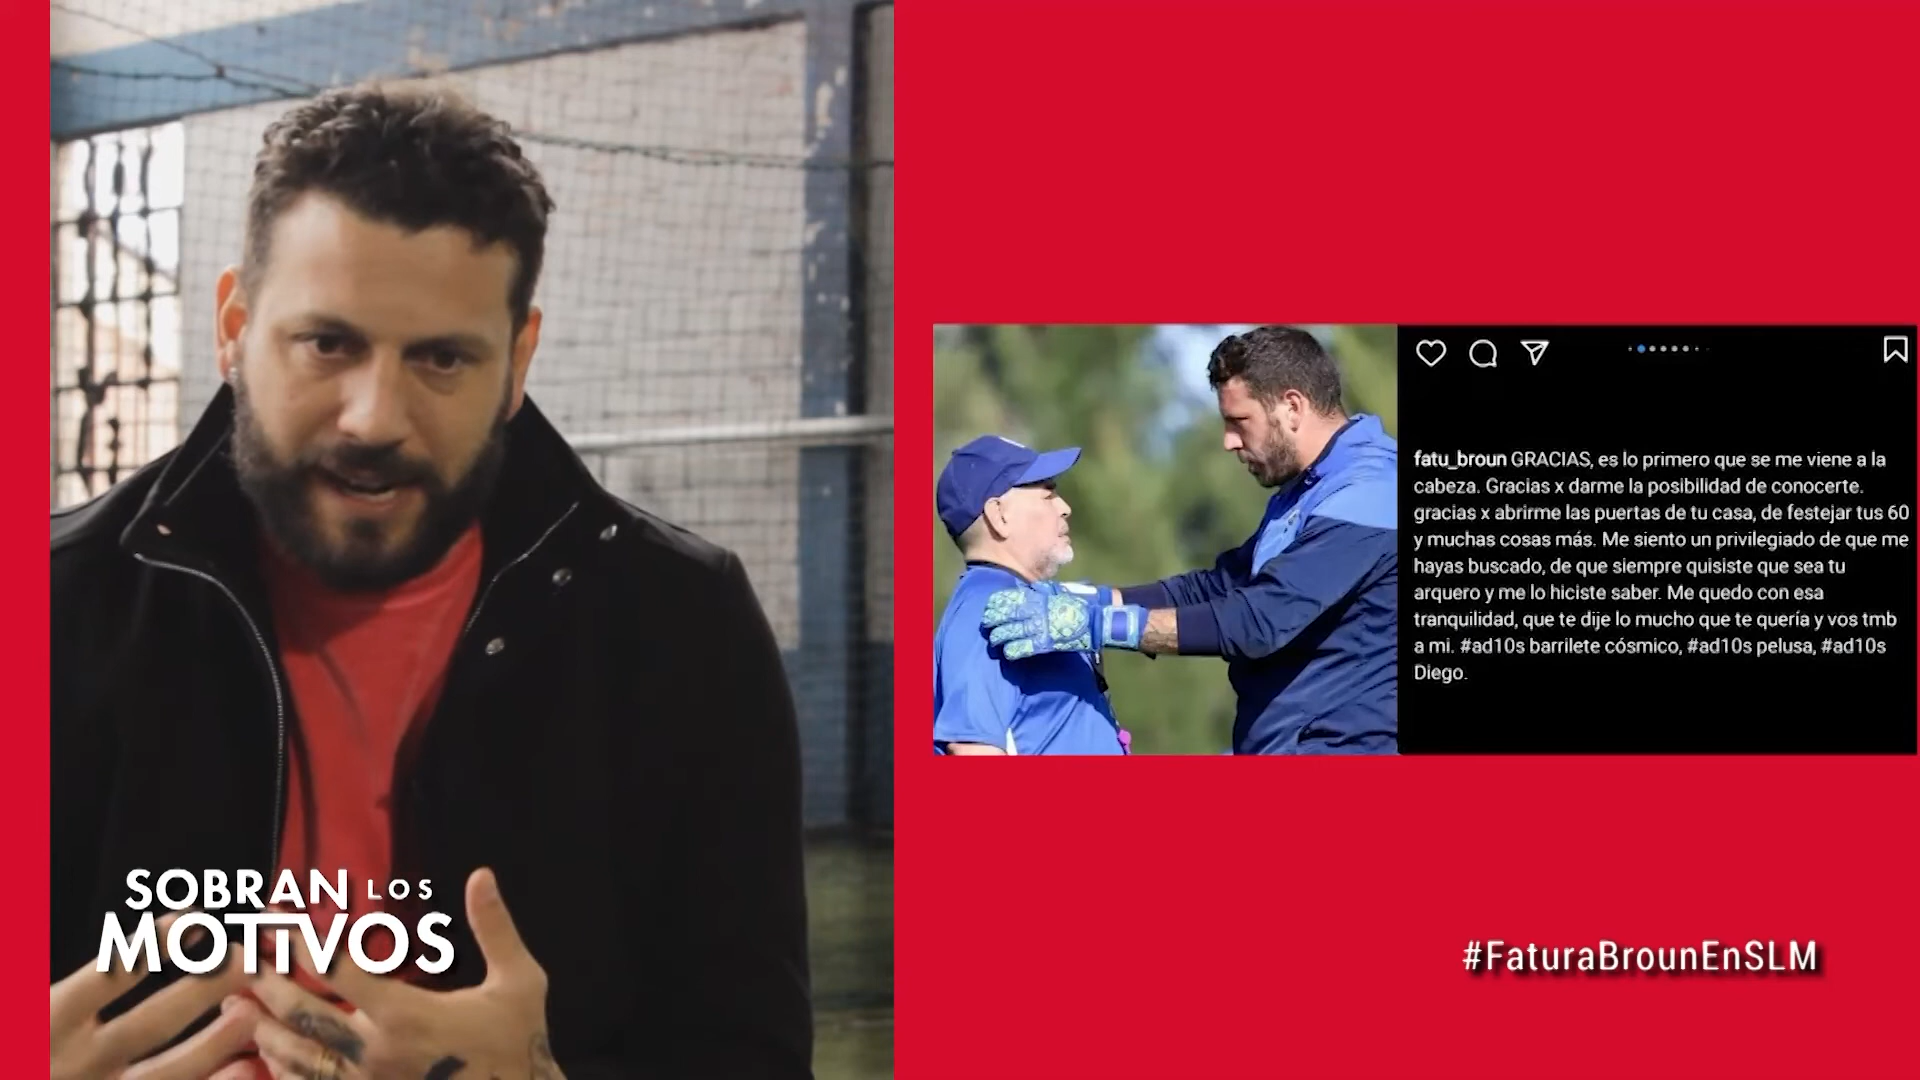 SOBRAN LOS
MOTIVOS
fatu_broun GRACIAS, es lo primero que se me viene a la
cabeza. Gracias x darme la posibilidad de conocerte.
gracias x abrirme las puertas de tu casa, de festejar tus 60
y muchas cosas más. Me siento un privilegiado de que me
hayas buscado, de que siempre quisiste que sea tu
arquero y me lo hiciste saber. Me quedo con esa
tranquilidad, que te dije lo mucho que te quería y vos tmb
a mi. #ad10s barrilete cósmico, #ad10s pelusa, #ad10s
Diego.
#FaturaBrounEnSLM